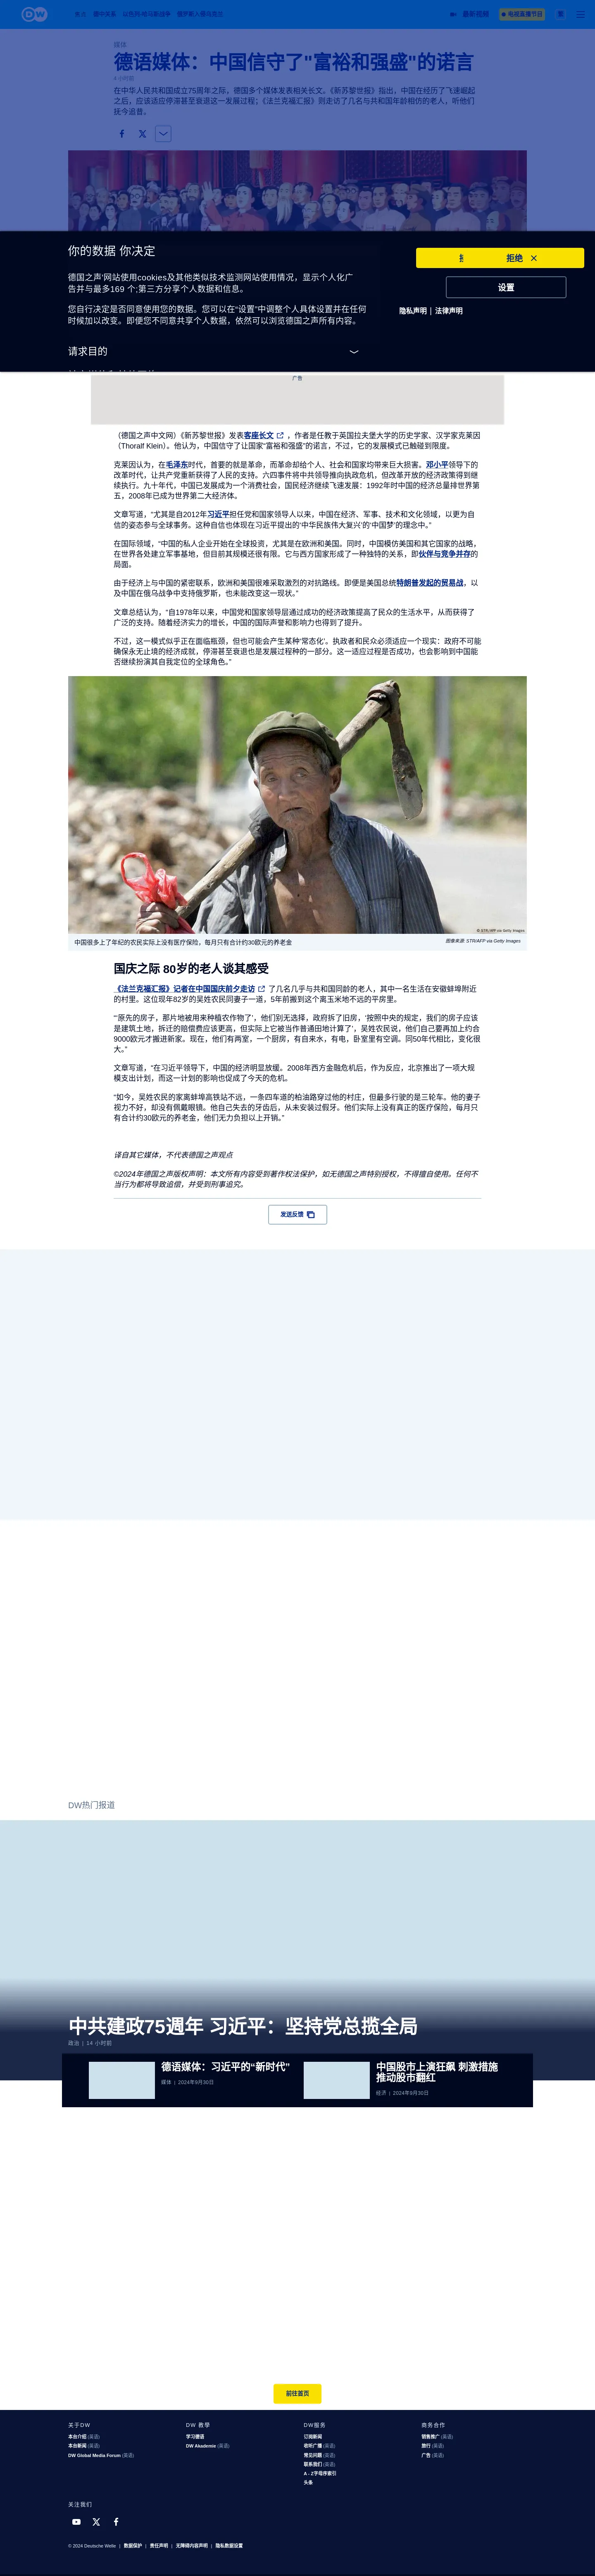 DW
德中关系
以色列-哈马斯战争
俄罗斯入侵乌克兰
最新视频
电视直播节目
媒体
德语媒体：中国信守了"富裕和强盛"的诺言
4 小时前
在中华人民共和国成立75周年之际，德国多个媒体发表相关长文。《新苏黎世报》指出，中国在经历了飞速崛起
之后，应该适应停滞甚至衰退这一发展过程；《法兰克福汇报》则走访了几名与共和国年龄相仿的老人，听他们
抚今追昔。
你的数据 你决定
德国之声'网站使用cookies及其他类似技术监测网站使用情况，显示个人化广
告并与最多169 个;第三方分享个人数据和信息。
您自行决定是否同意使用您的数据。您可以在“设置”中调整个人具体设置并在任何
时候加以改变。即便您不同意共享个人数据，依然可以浏览德国之声所有内容。
请求目的
拒绝
设置
隐私声明 | 法律声明
广告
（德国之声中文网）《新苏黎世报》发表客座长文 ，作者是任教于英国拉夫堡大学的历史学家、汉学家克莱因
（Thoralf Klein）。他认为，中国信守了让国家“富裕和强盛”的诺言，不过，它的发展模式已触碰到限度。
克莱因认为，在毛泽东时代，首要的就是革命，而革命却给个人、社会和国家均带来巨大损害。邓小平领导下的
改革时代，让共产党重新获得了人民的支持。六四事件将中共领导推向执政危机，但改革开放的经济政策得到继
续执行。九十年代，中国已发展成为一个消费社会，国民经济继续飞速发展：1992年时中国的经济总量排世界第
五，2008年已成为世界第二大经济体。
文章写道，“尤其是自2012年习近平担任党和国家领导人以来，中国在经济、军事、技术和文化领域，以更为自
信的姿态参与全球事务。这种自信也体现在习近平提出的‘中华民族伟大复兴’的‘中国梦’的理念中。”
在国际领域，“中国的私人企业开始在全球投资，尤其是在欧洲和美国。同时，中国模仿美国和其它国家的战略，
在世界各处建立军事基地，但目前其规模还很有限。它与西方国家形成了一种独特的关系，即伙伴与竞争并存的
局面。
由于经济上与中国的紧密联系，欧洲和美国很难采取激烈的对抗路线。即便是美国总统特朗普发起的贸易战，以
及中国在俄乌战争中支持俄罗斯，也未能改变这一现状。”
文章总结认为，“自1978年以来，中国党和国家领导层通过成功的经济政策提高了民众的生活水平，从而获得了
广泛的支持。随着经济实力的增长，中国的国际声誉和影响力也得到了提升。
不过，这一模式似乎正在面临瓶颈，但也可能会产生某种‘常态化’。执政者和民众必须适应一个现实：政府不可能
确保永无止境的经济成就，停滞甚至衰退也是发展过程种的一部分。这一适应过程是否成功，也会影响到中国能
否继续扮演其自我定位的全球角色。”
© STR/AFP via Getty Images
中国很多上了年纪的农民实际上没有医疗保险，每月只有合计约30欧元的养老金
图像来源: STR/AFP via Getty Images
国庆之际 80岁的老人谈其感受
《法兰克福汇报》记者在中国国庆前夕走访 了几名几乎与共和国同龄的老人，其中一名生活在安徽蚌埠附近
的村里。这位现年82岁的吴姓农民同妻子一道，5年前搬到这个离玉米地不远的平房里。
“‘原先的房子，那片地被用来种植农作物了’，他们别无选择，政府拆了旧房，‘按照中央的规定，我们的房子应该
是建筑土地，拆迁的赔偿费应该更高，但实际上它被当作普通田地计算了’，吴姓农民说，他们自己要再加上约合
9000欧元才搬进新家。现在，他们有两室，一个厨房，有自来水，有电，卧室里有空调。同50年代相比，变化很
大。”
文章写道，“在习近平领导下，中国的经济明显放缓。2008年西方金融危机后，作为反应，北京推出了一项大规
模支出计划，而这一计划的影响也促成了今天的危机。
“如今，吴姓农民的家离蚌埠高铁站不远，一条四车道的柏油路穿过他的村庄，但最多行驶的是三轮车。他的妻子
视力不好，却没有佩戴眼镜。他自己失去的牙齿后，从未安装过假牙。他们实际上没有真正的医疗保险，每月只
有合计约30欧元的养老金，他们无力负担以上开销。”
译自其它媒体，不代表德国之声观点
©2024年德国之声版权声明：本文所有内容受到著作权法保护，如无德国之声特别授权，不得擅自使用。任何不
当行为都将导致追偿，并受到刑事追究。
发送反馈
DW热门报道
中共建政75週年 习近平：坚持党总揽全局
政治 | 14 小时前
德语媒体：习近平的“新时代”
媒体 | 2024年9月30日
中国股市上演狂飙 刺激措施
推动股市翻红
经济 | 2024年9月30日
前往首页
关于DW
本台介绍 (英语)
本台新闻 (英语)
DW Global Media Forum (英语)
DW 教学
学习德语
DW Akademie (英语)
DW服务
订阅新闻
收听广播 (英语)
常见问题 (英语)
联系我们 (英语)
A - Z字母序索引
头条
商务合作
销售推广 (英语)
旅行 (英语)
广告 (英语)
关注我们
© 2024 Deutsche Welle | 数据保护 | 责任声明 | 无障碍内容声明 | 隐私数据设置